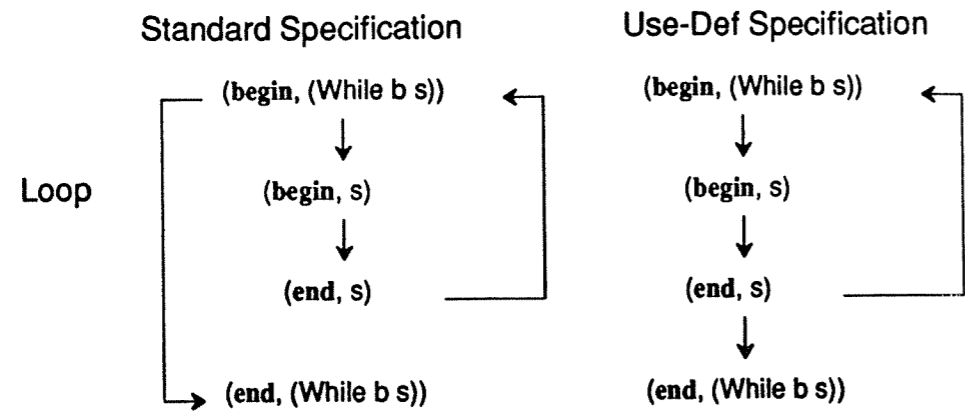 Standard Specification Use-Def Specification
(begin, (While b s)) (begin, (While b s))
Loop (begin, s) (begin, s)
(end, s) (end, s)
(end, (While b s)) (end, (While b s))